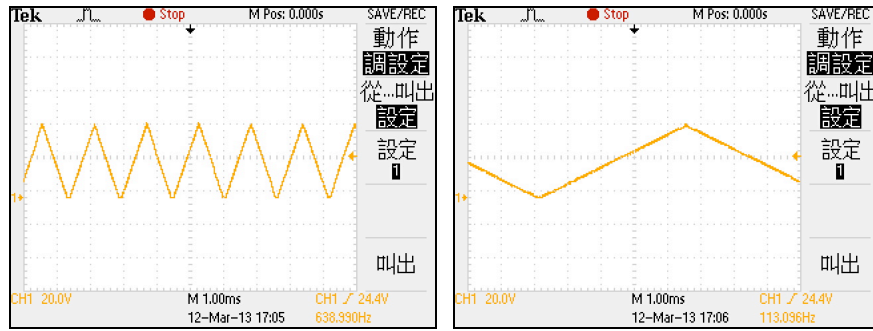 Tek Stop M Pos: 0.000s SAVE/REC
動作
調設定
從...叫出
設定
設定
1
叫出
1
CH1 20.0V M 1.00ms CH1 24.4V
12-Mar-13 17:05 638.990Hz
Tek Stop M Pos: 0.000s SAVE/REC
動作
調設定
從...叫出
設定
設定
1
叫出
1
CH1 20.0V M 1.00ms CH1 24.4V
12-Mar-13 17:06 113.096Hz